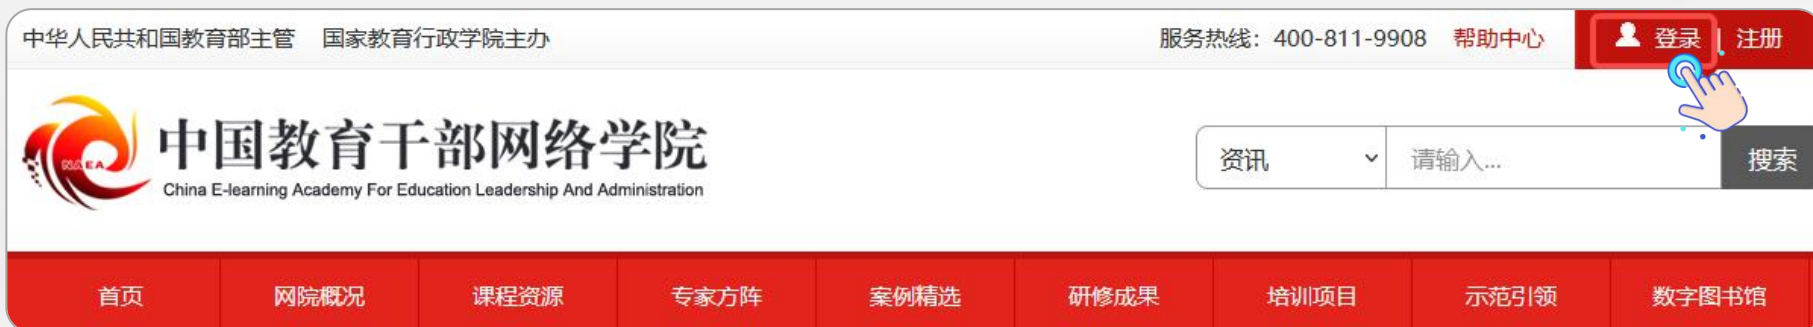 中华人民共和国教育部主管 国家教育行政学院主办 服务热线：400-811-9908 帮助中心 登录 | 注册
NAEA
中国教育干部网络学院
China E-learning Academy For Education Leadership And Administration
资讯 请输入... 搜索
首页 网院概况 课程资源 专家方阵 案例精选 研修成果 培训项目 示范引领 数字图书馆